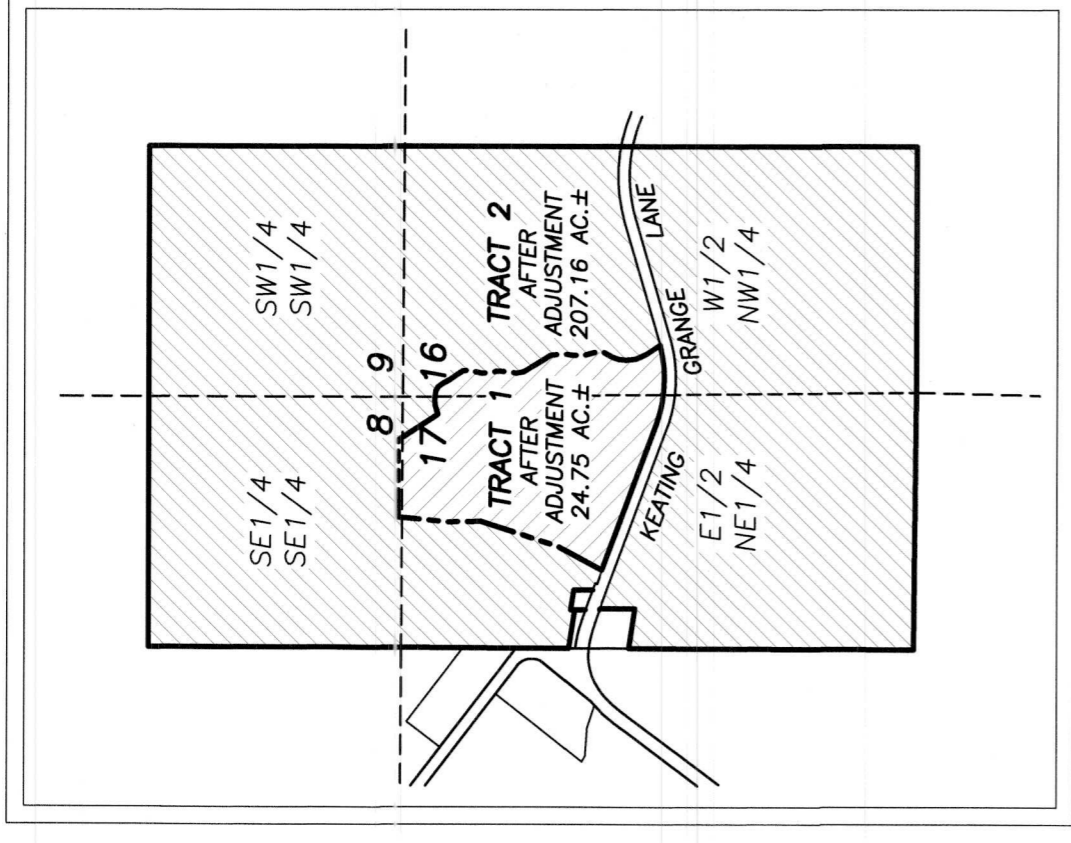 SE1/4
SE1/4
SW1/4
SW1/4
8
9
17
16
TRACT 1
AFTER
ADJUSTMENT
24.75 AC.±
TRACT 2
AFTER
ADJUSTMENT
207.16 AC.±
KEATING
GRANGE
LANE
E1/2
NE1/4
W1/2
NW1/4